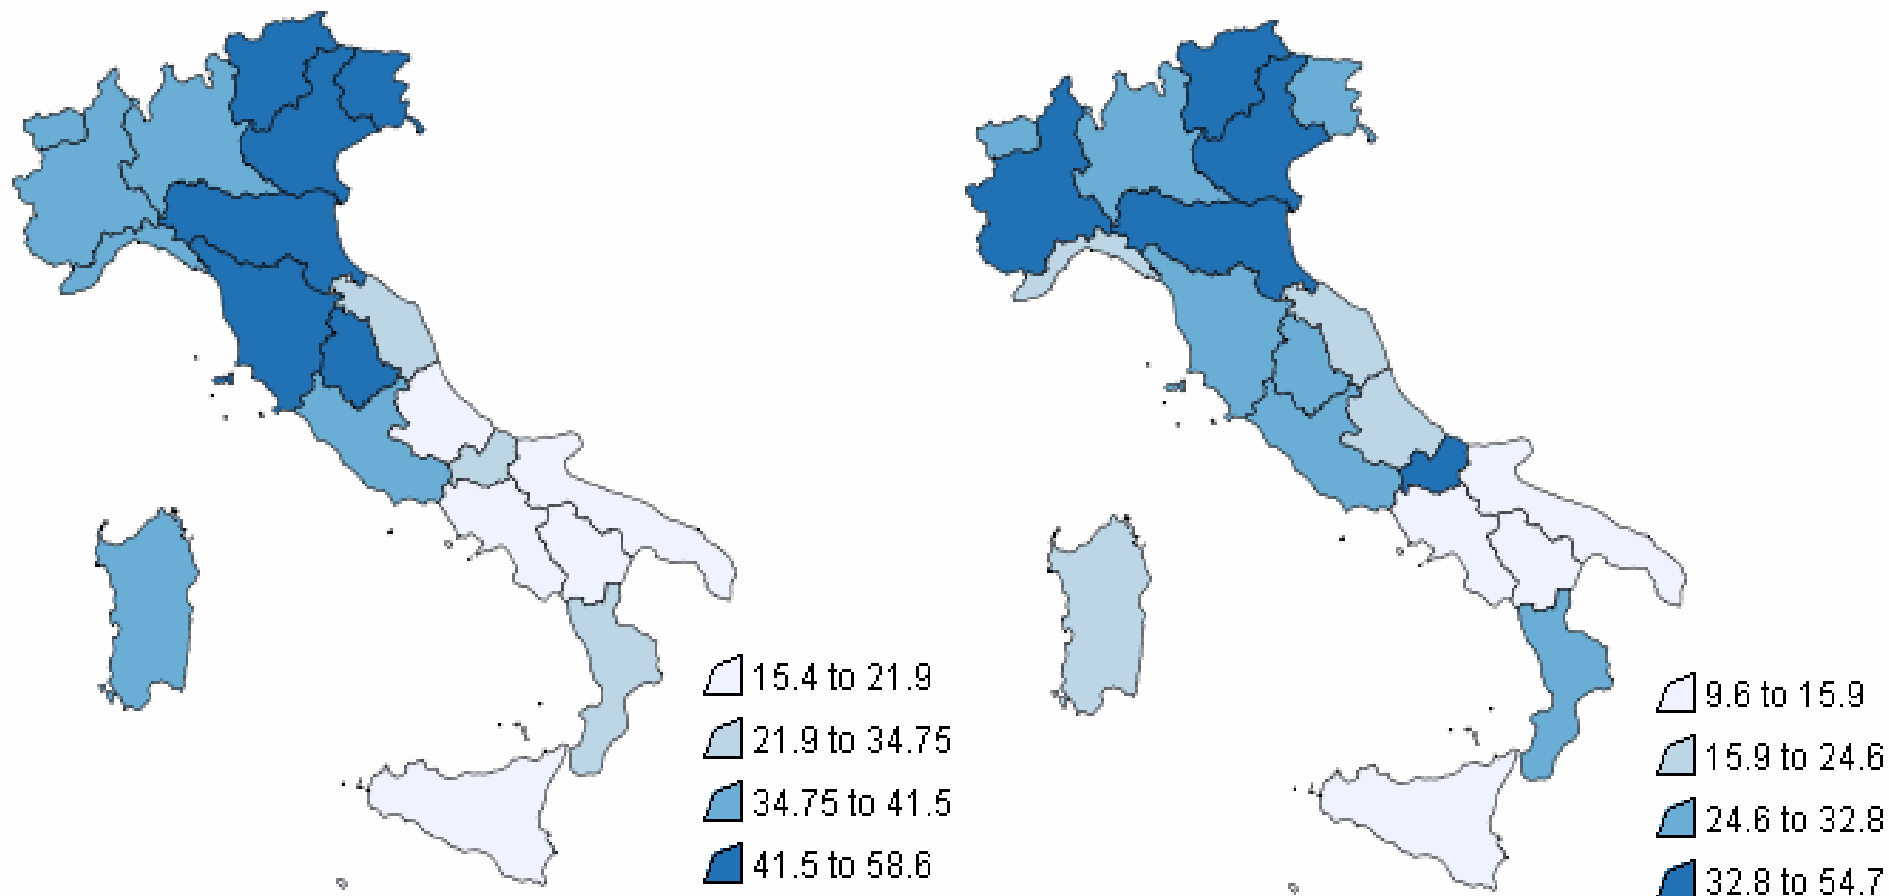 15.4 to 21.9
21.9 to 34.75
34.75 to 41.5
41.5 to 58.6
9.6 to 15.9
15.9 to 24.6
24.6 to 32.8
32.8 to 54.7